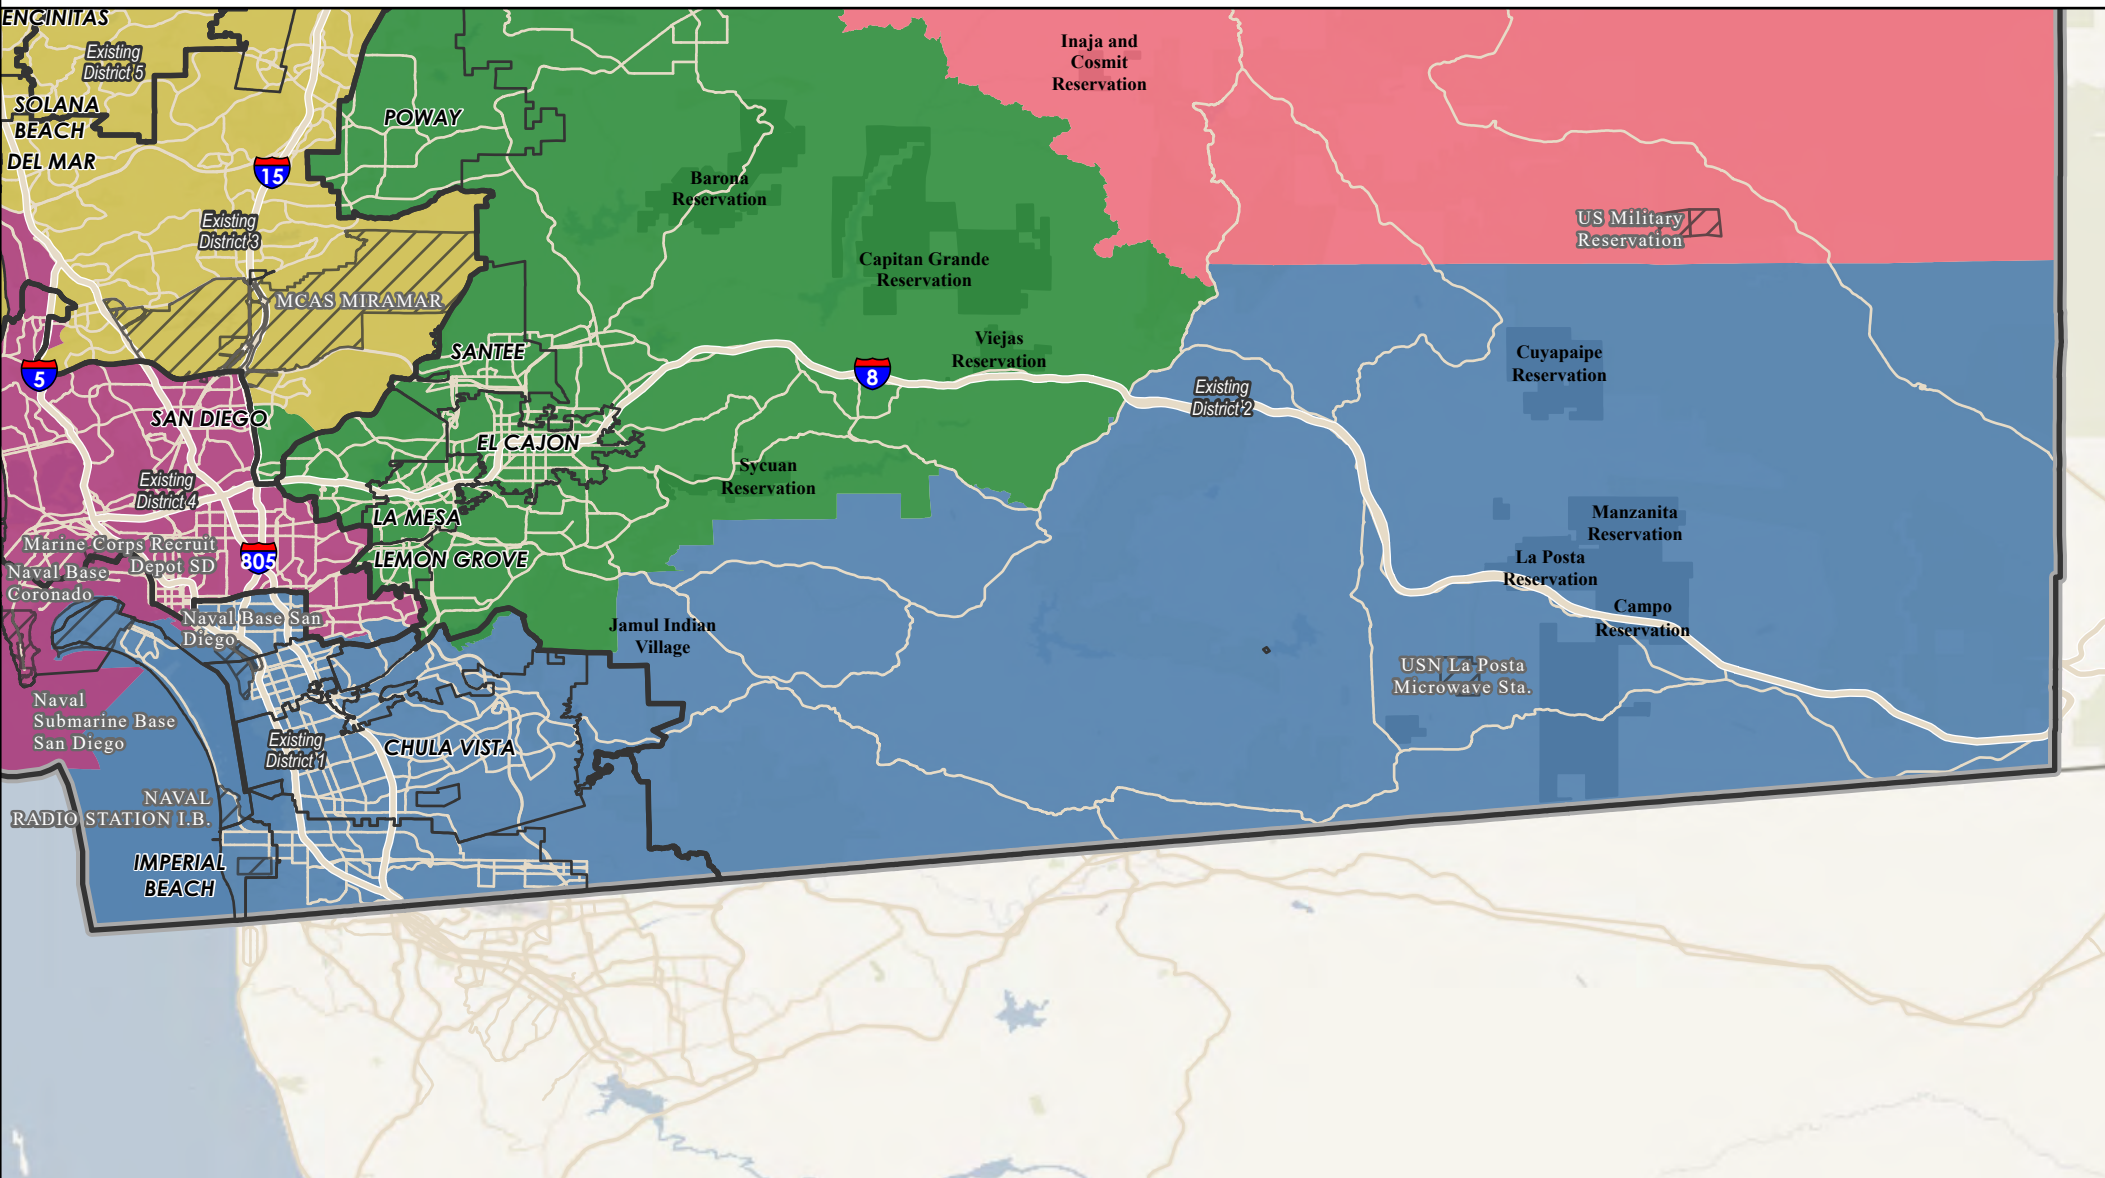 ENCINITAS
Existing
District 5
SOLANA
BEACH
DEL MAR
15
POWAY
Inaja and
Cosmit
Reservation
Barona
Reservation
Existing
District 3
US Military
Reservation
Capitan Grande
Reservation
MCAS MIRAMAR
5
SANTEE
Viejas
Reservation
8
Cuyapaipe
Reservation
Existing
District 2
SAN DIEGO
EL CAJON
Existing
District 4
Sycuan
Reservation
LA MESA
Manzanita
Reservation
Marine Corps Recruit
Depot SD
805
LEMON GROVE
La Posta
Reservation
Naval Base
Coronado
Naval Base San
Diego
Jamul Indian
Village
Campo
Reservation
USN La Posta
Microwave Sta.
Naval
Submarine Base
San Diego
Existing
District 1
CHULA VISTA
NAVAL
RADIO STATION I.B.
IMPERIAL
BEACH